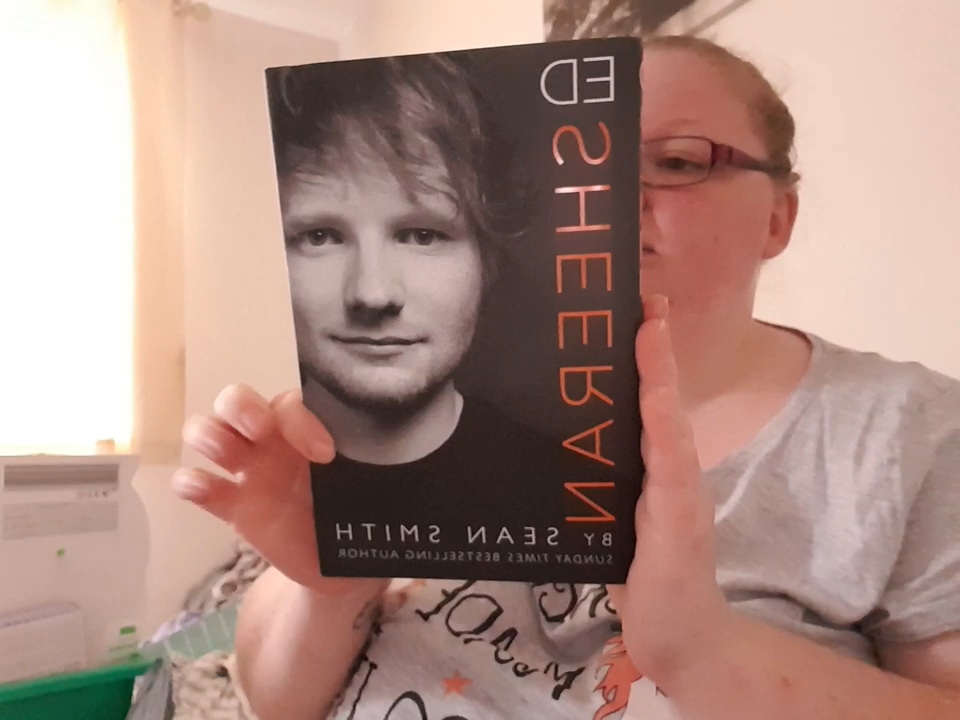 ED
SHEERAN
BY SEAN SMITH
SUNDAY TIMES BESTSELLING AUTHOR